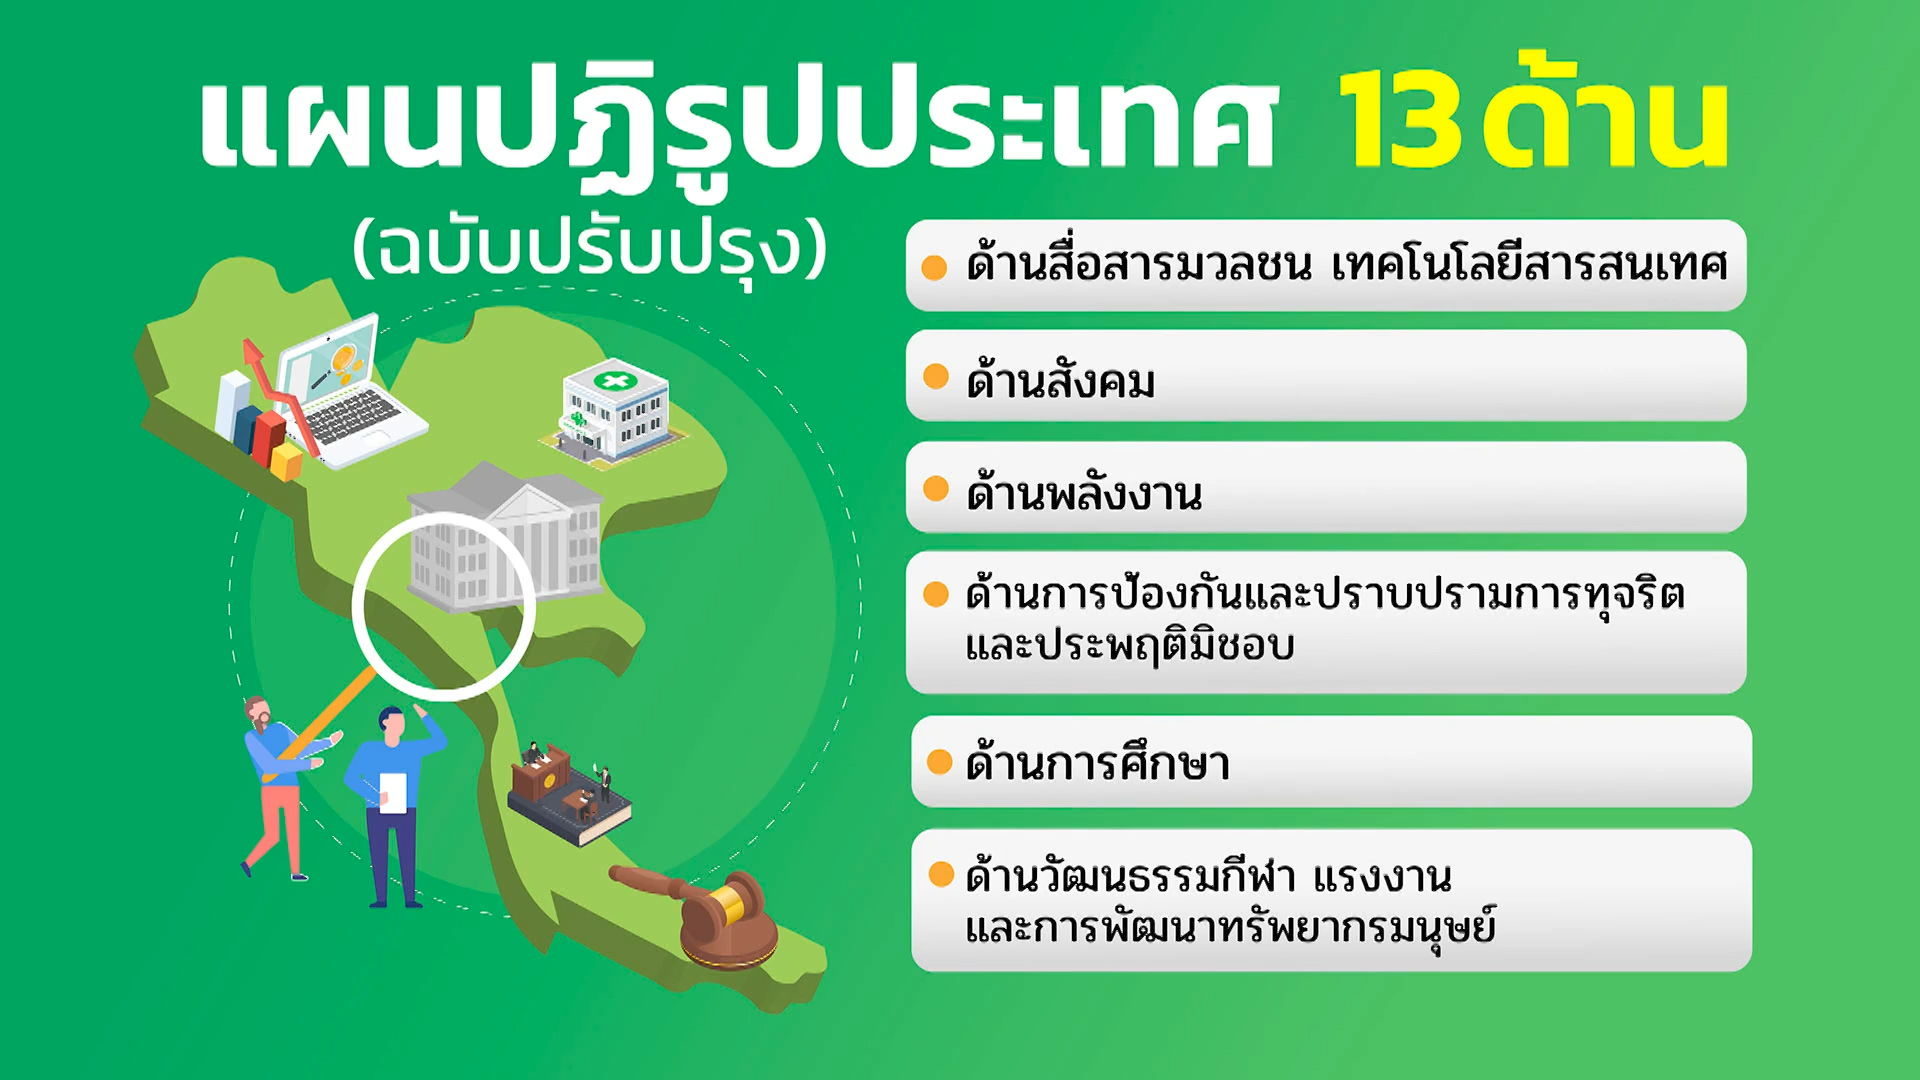 แผนปฏิรูปประเทศ 13 ด้าน
(ฉบับปรับปรุง)
ด้านสื่อสารมวลชน เทคโนโลยีสารสนเทศ
ด้านสังคม
ด้านพลังงาน
ด้านการป้องกันและปราบปรามการทุจริต
และประพฤติมิชอบ
ด้านการศึกษา
ด้านวัฒนธรรมกีฬา แรงงาน
และการพัฒนาทรัพยากรมนุษย์